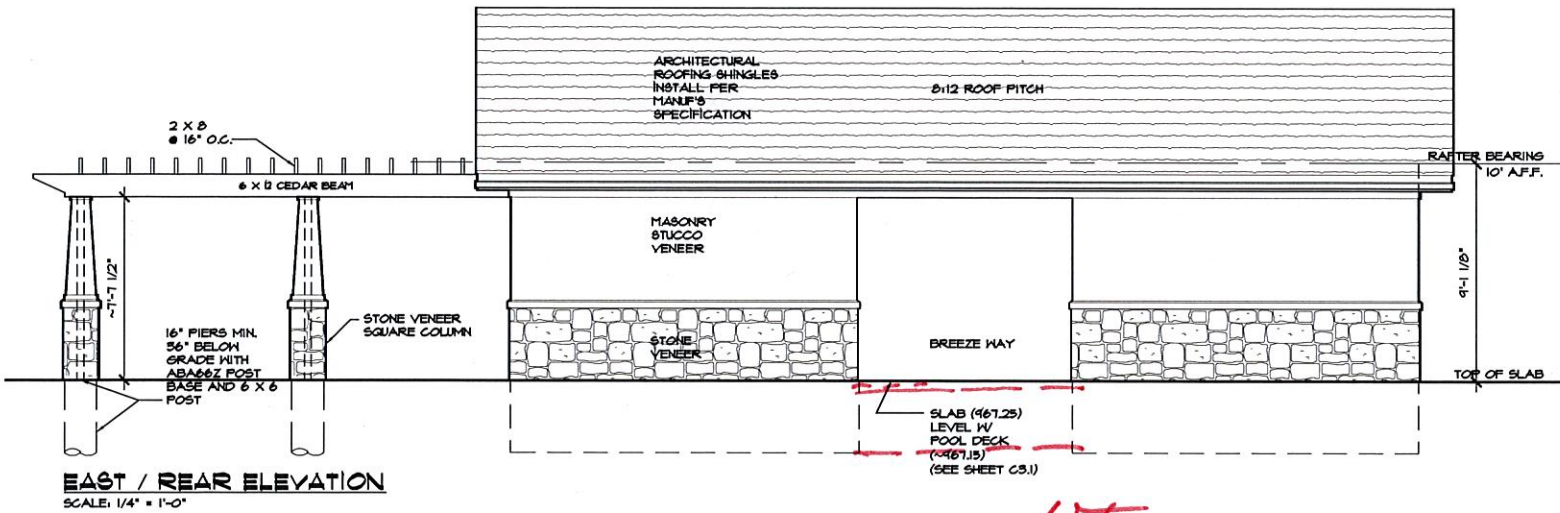 ARCHITECTURAL
ROOFING SHINGLES
INSTALL PER
MANUF'S
SPECIFICATION
8:12 ROOF PITCH
2 X 8
@ 16" O.C.
RAFTER BEARING
10' A.F.F.
6 X 12 CEDAR BEAM
MASONRY
STUCCO
VENEER
~7'-7 1/2"
9'-1 1/8"
16" PIERS MIN.
36" BELOW
GRADE WITH
ABA66Z POST
BASE AND 6 X 6
POST
STONE VENEER
SQUARE COLUMN
STONE
VENEER
BREEZE WAY
TOP OF SLAB
SLAB (967.25)
LEVEL W/
POOL DECK
(~967.15)
(SEE SHEET C3.1)
EAST / REAR ELEVATION
SCALE: 1/4" = 1'-0"